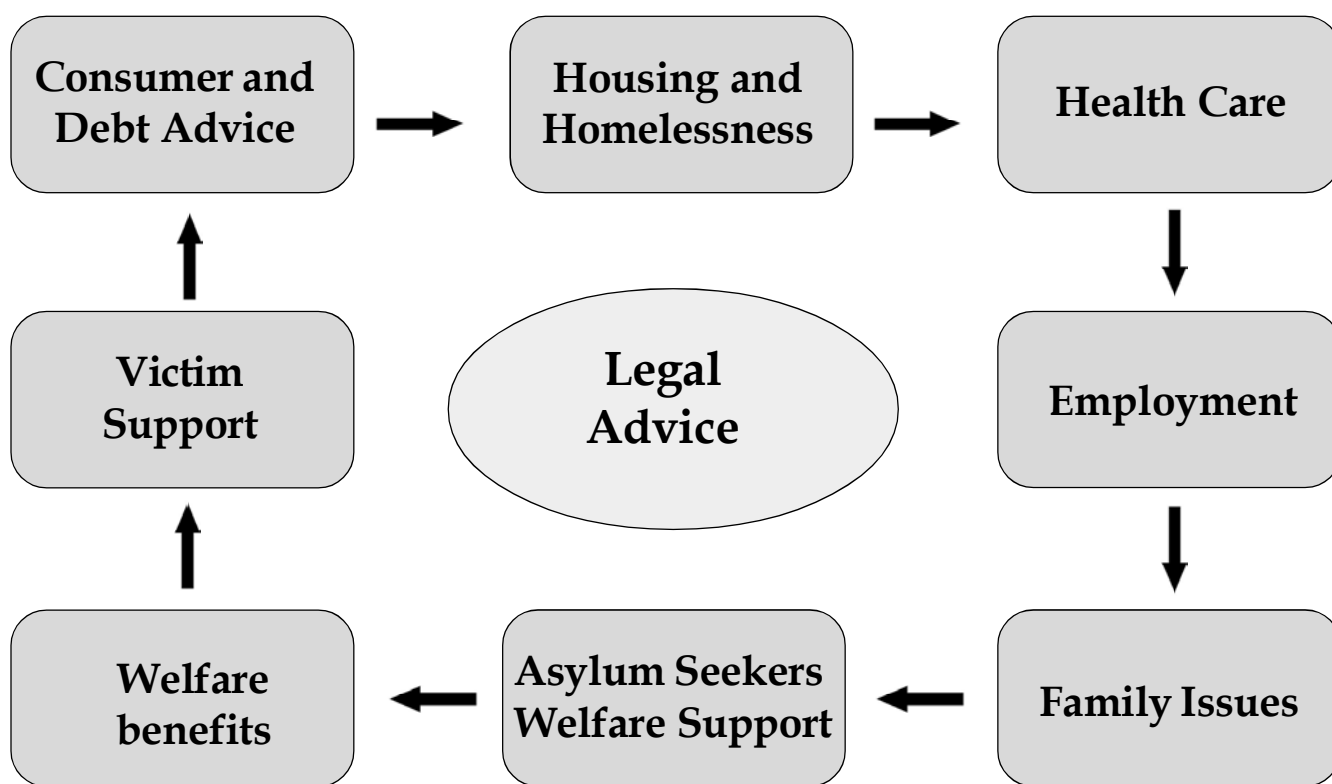 Consumer and
Debt Advice
Housing and
Homelessness
Health Care
Victim
Support
Legal
Advice
Employment
Welfare
benefits
Asylum Seekers
Welfare Support
Family Issues